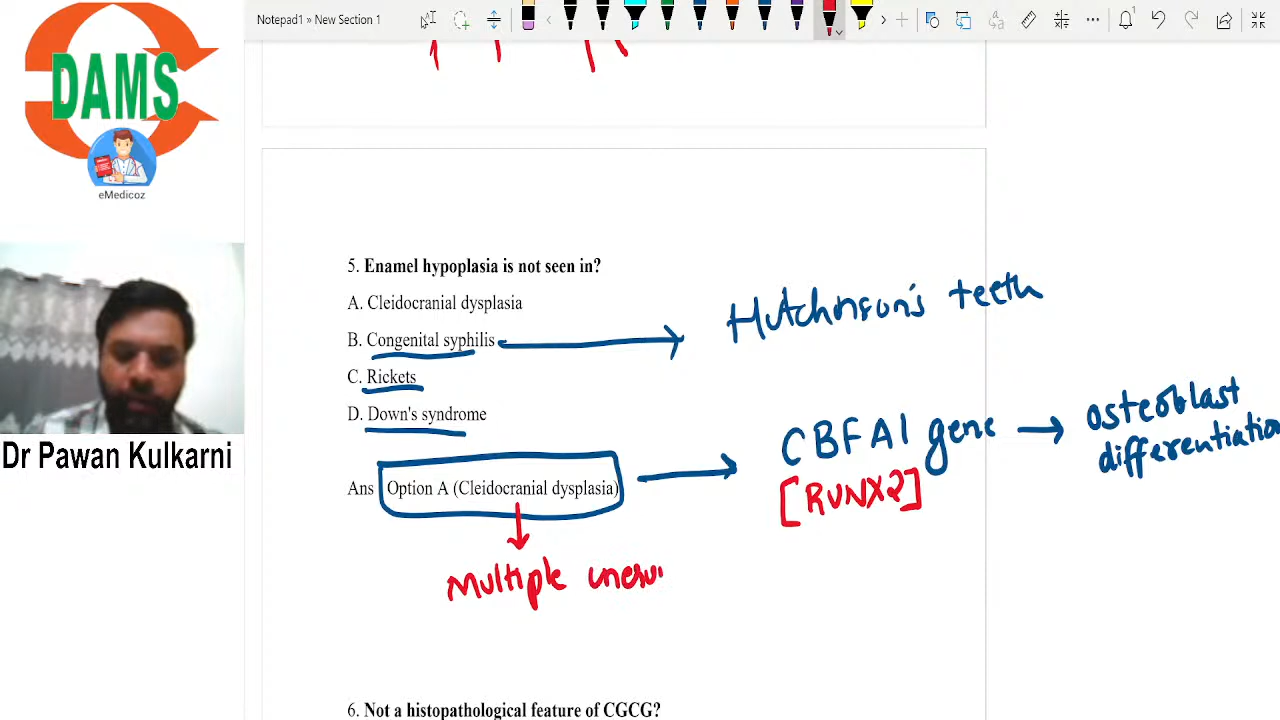 Notepad1 » New Section 1
DAMS
eMedicoz
5. Enamel hypoplasia is not seen in?
A. Cleidocranial dysplasia
B. Congenital syphilis
Hutchinson's teeth
C. Rickets
D. Down's syndrome
CBFA1 gene
osteoblast
differentiation
Dr Pawan Kulkarni
Ans Option A (Cleidocranial dysplasia)
[RUNX2]
Multiple
6. Not a histopathological feature of CGCG?